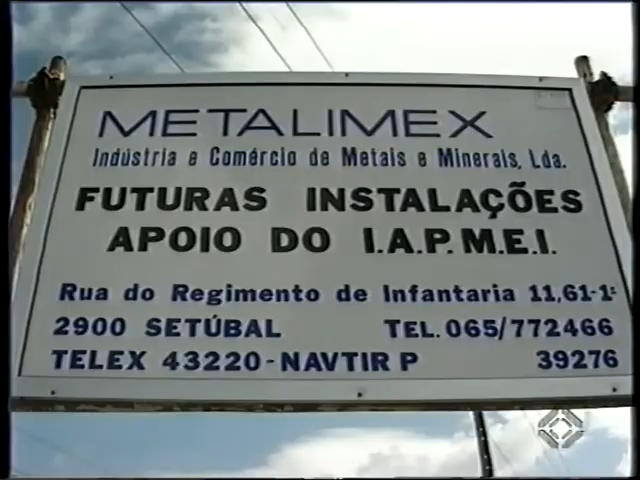 METALIMEX
Indústria e Comércio de Metais e Minerais, Lda.
FUTURAS INSTALAÇÕES
APOIO DO I.A.P.M.E.I.
Rua do Regimento de Infantaria 11,61-1º
2900 SETÚBAL TEL. 065/772466
TELEX 43220-NAVTIR P 39276